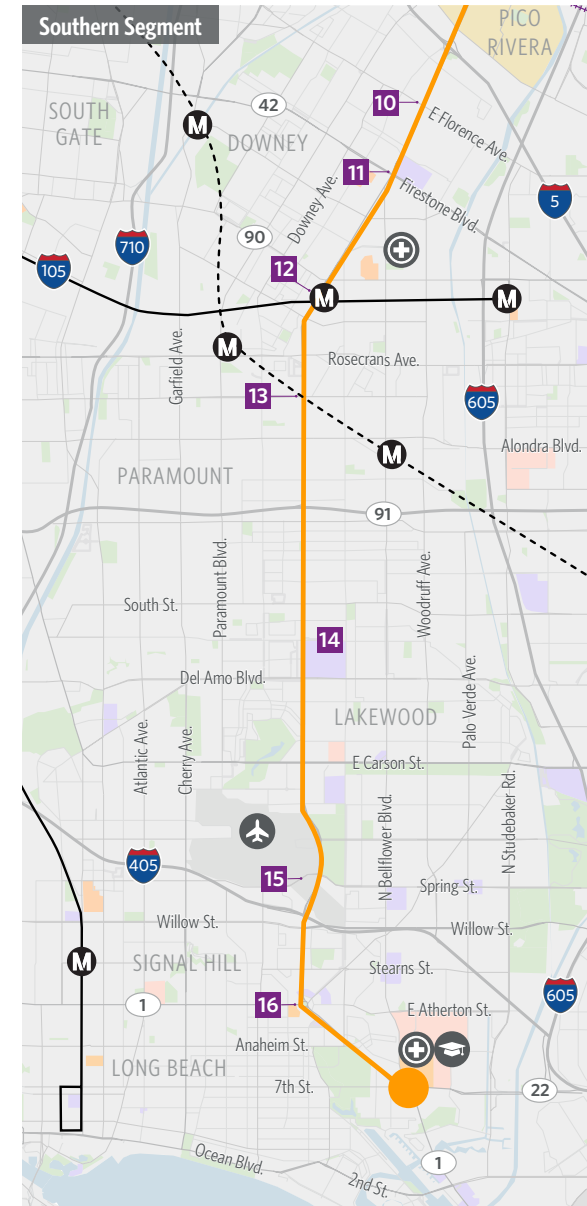 Southern Segment
PICO
RIVERA
10
42
SOUTH
GATE
M
DOWNEY
E Florence Ave.
11
Firestone Blvd.
Downey Ave.
5
90
710
105
12
M
M
Garfield Ave.
M
Rosecrans Ave.
13
605
Alondra Blvd.
M
PARAMOUNT
91
Paramount Blvd.
Woodruff Ave.
South St.
14
Del Amo Blvd.
Palo Verde Ave.
LAKEWOOD
Atlantic Ave.
Cherry Ave.
E Carson St.
N Bellflower Blvd.
N Studebaker Rd.
405
15
Spring St.
Willow St.
Willow St.
M
SIGNAL HILL
Stearns St.
605
1
16
E Atherton St.
Anaheim St.
LONG BEACH
7th St.
22
1
Ocean Blvd.
2nd St.